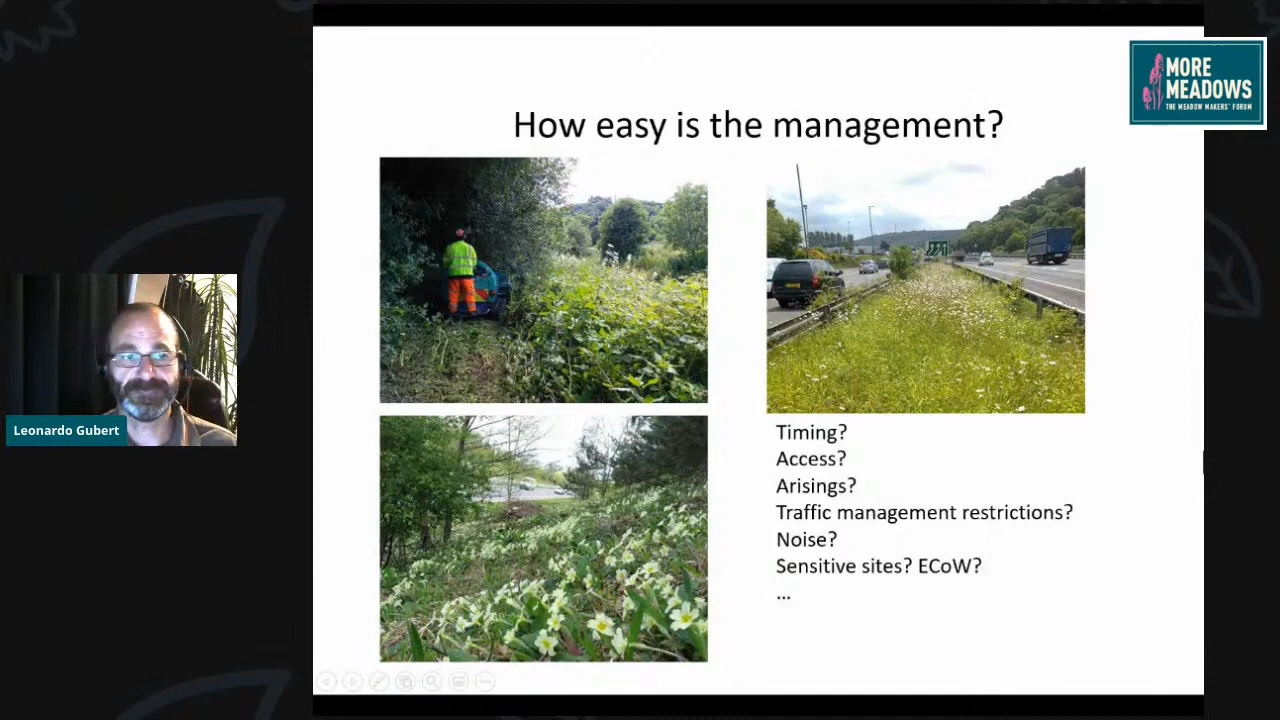 MORE
MEADOWS
THE MEADOW MAKERS' FORUM
How easy is the management?
Leonardo Gubert
Timing?
Access?
Arisings?
Traffic management restrictions?
Noise?
Sensitive sites? ECoW?
...